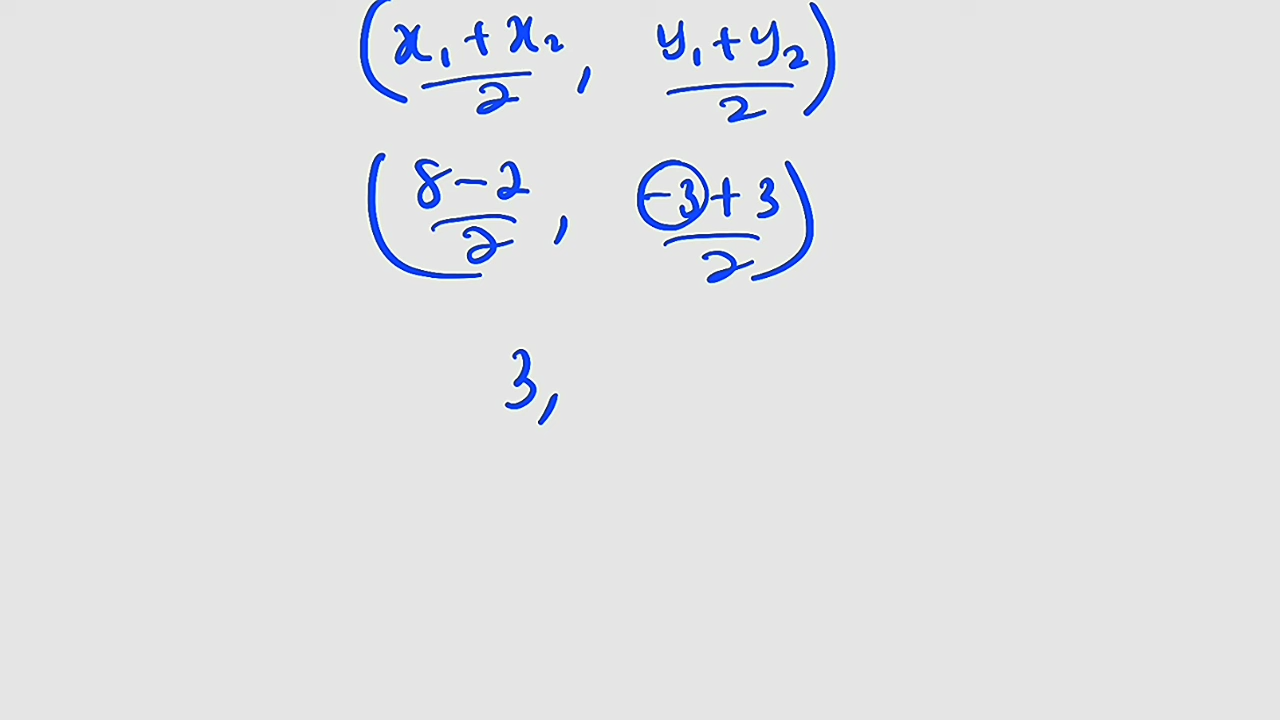 (x₁ + x₂/2, y₁ + y₂/2)
(8 - 2/2, -3 + 3/2)
3,